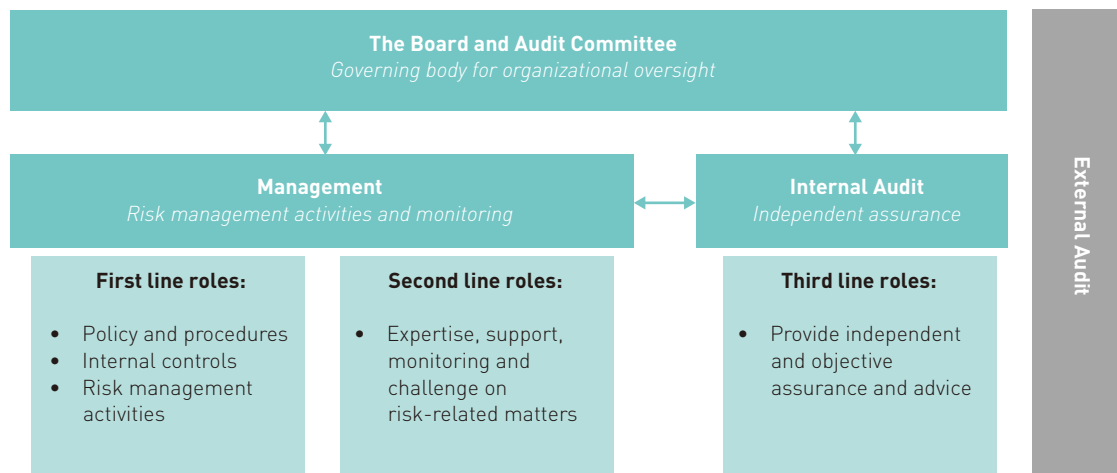 The Board and Audit Committee
Governing body for organizational oversight
Management
Risk management activities and monitoring
Internal Audit
Independent assurance
First line roles:
• Policy and procedures
• Internal controls
• Risk management
activities
Second line roles:
• Expertise, support,
monitoring and
challenge on
risk-related matters
Third line roles:
• Provide independent
and objective
assurance and advice
External Audit